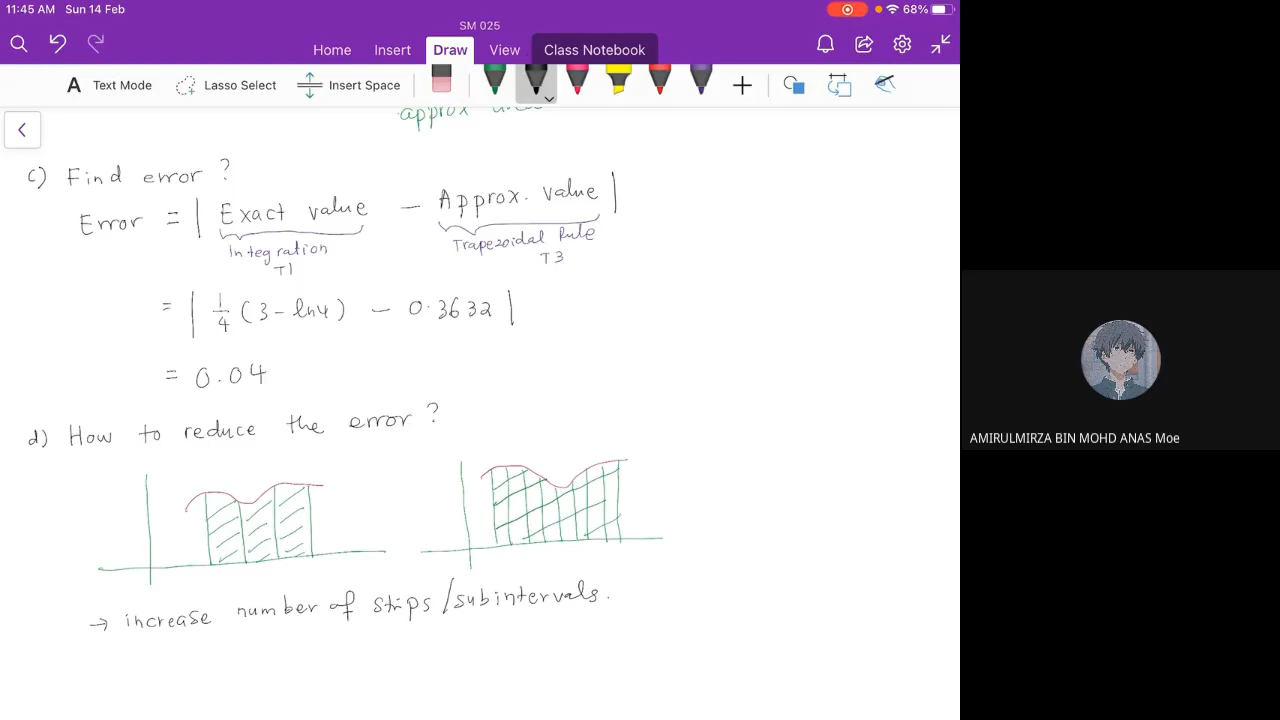 11:45 AM Sun 14 Feb
68%
SM 025
Home Insert Draw View Class Notebook
A Text Mode Lasso Select Insert Space
approx
c) Find error ?
Error = | Exact value - Approx. value |
Integration Trapezoidal Rule
T1 T3
= | 1/4 (3 - ln4) - 0.3632 |
= 0.04
d) How to reduce the error ?
→ increase number of strips/subintervals.
AMIRULMIRZA BIN MOHD ANAS Moe